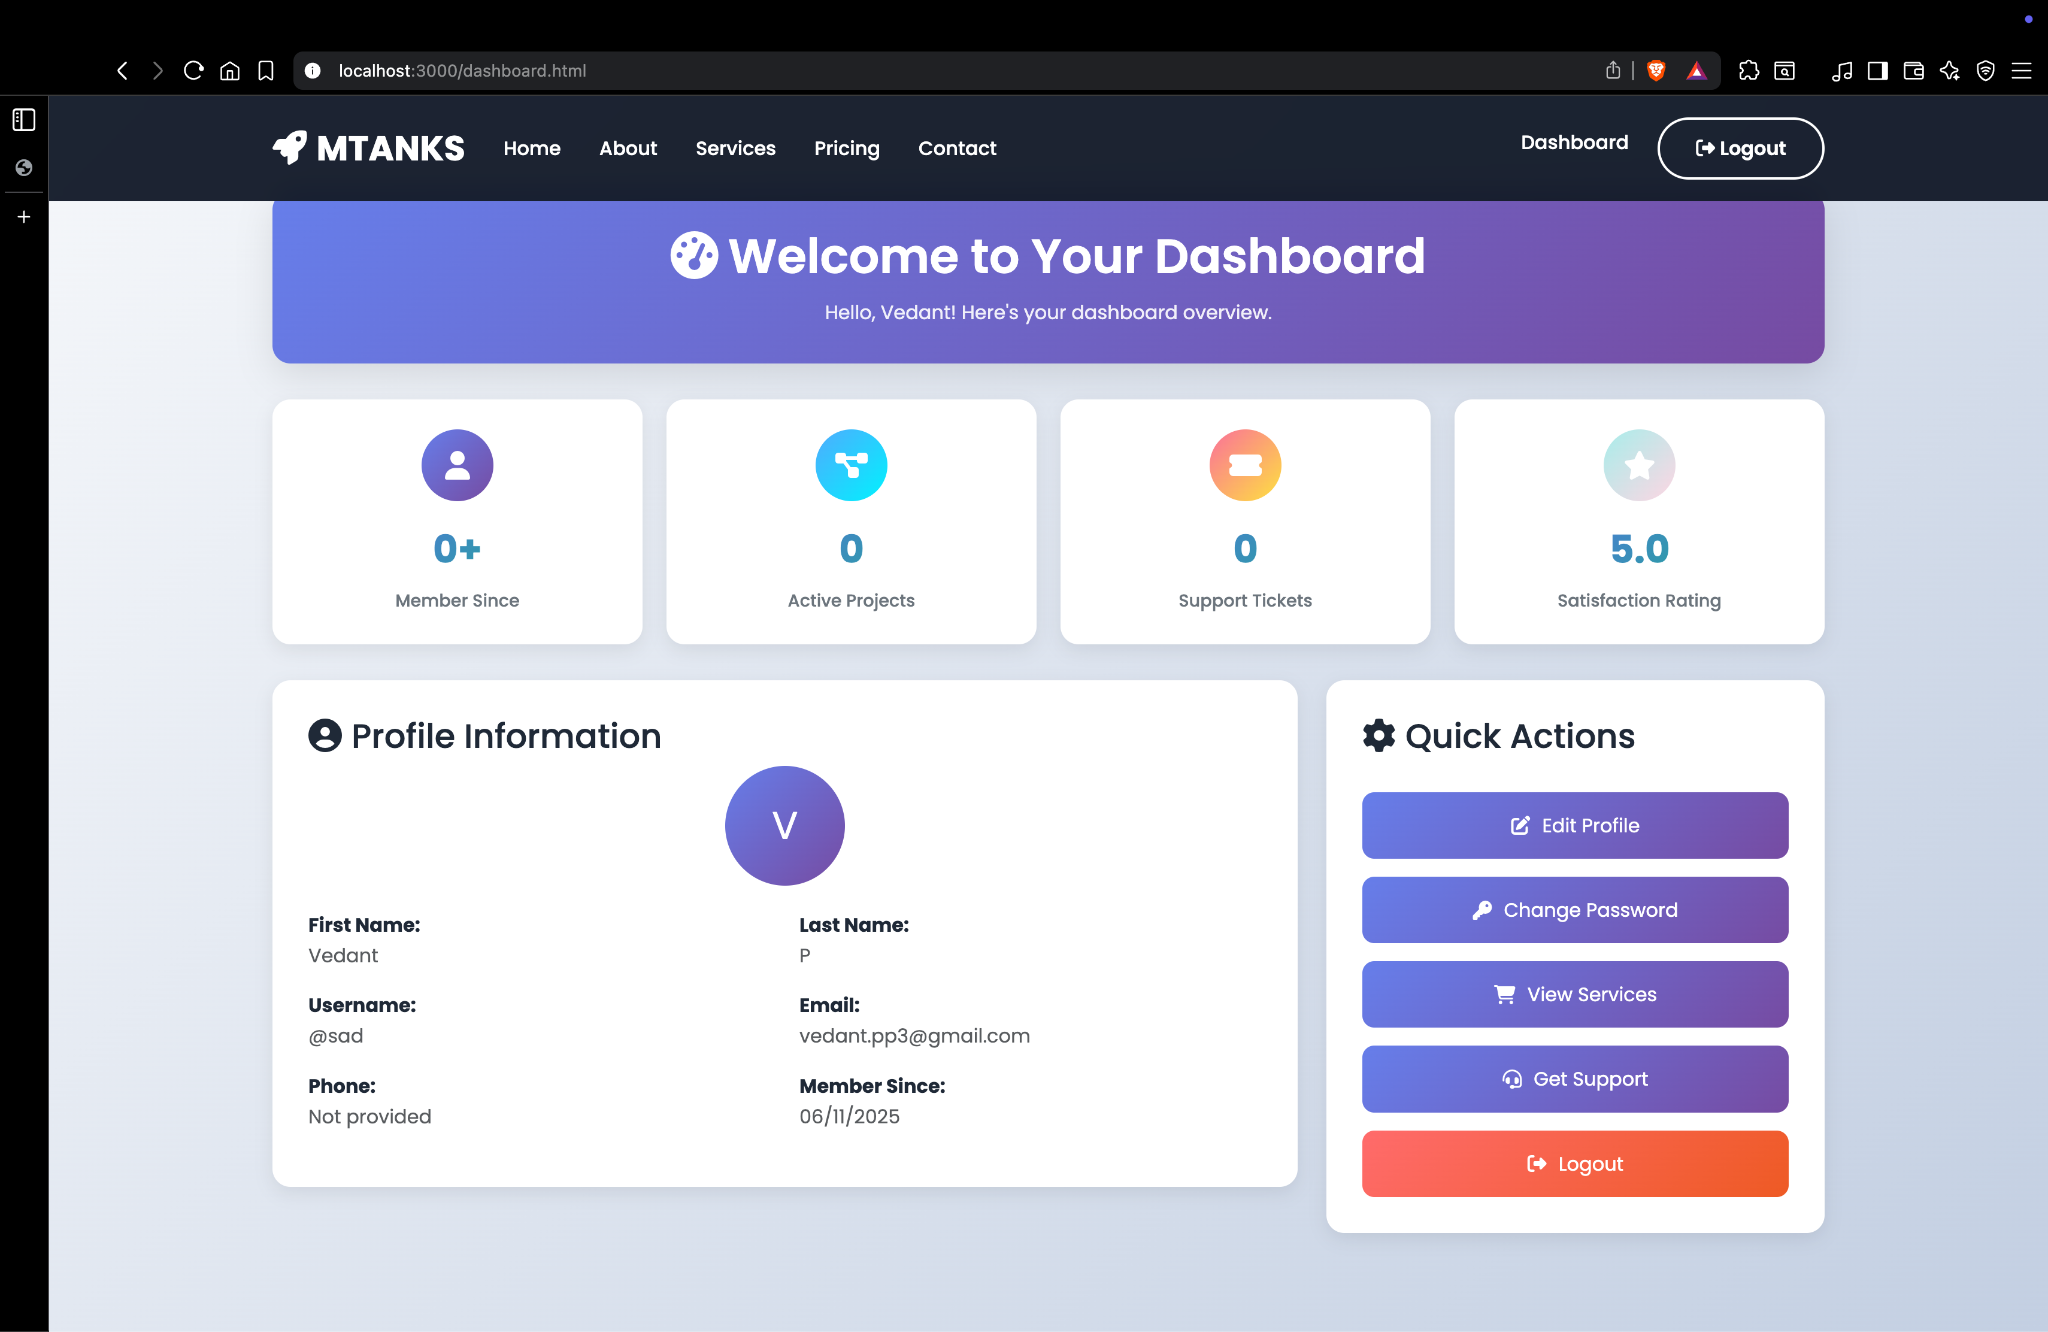 localhost:3000/dashboard.html
MTANKS Home About Services Pricing Contact Dashboard Logout
Welcome to Your Dashboard
Hello, Vedant! Here's your dashboard overview.
0+
Member Since
0
Active Projects
0
Support Tickets
5.0
Satisfaction Rating
Profile Information
V
First Name:
Vedant
Last Name:
P
Username:
@sad
Email:
vedant.pp3@gmail.com
Phone:
Not provided
Member Since:
06/11/2025
Quick Actions
Edit Profile
Change Password
View Services
Get Support
Logout